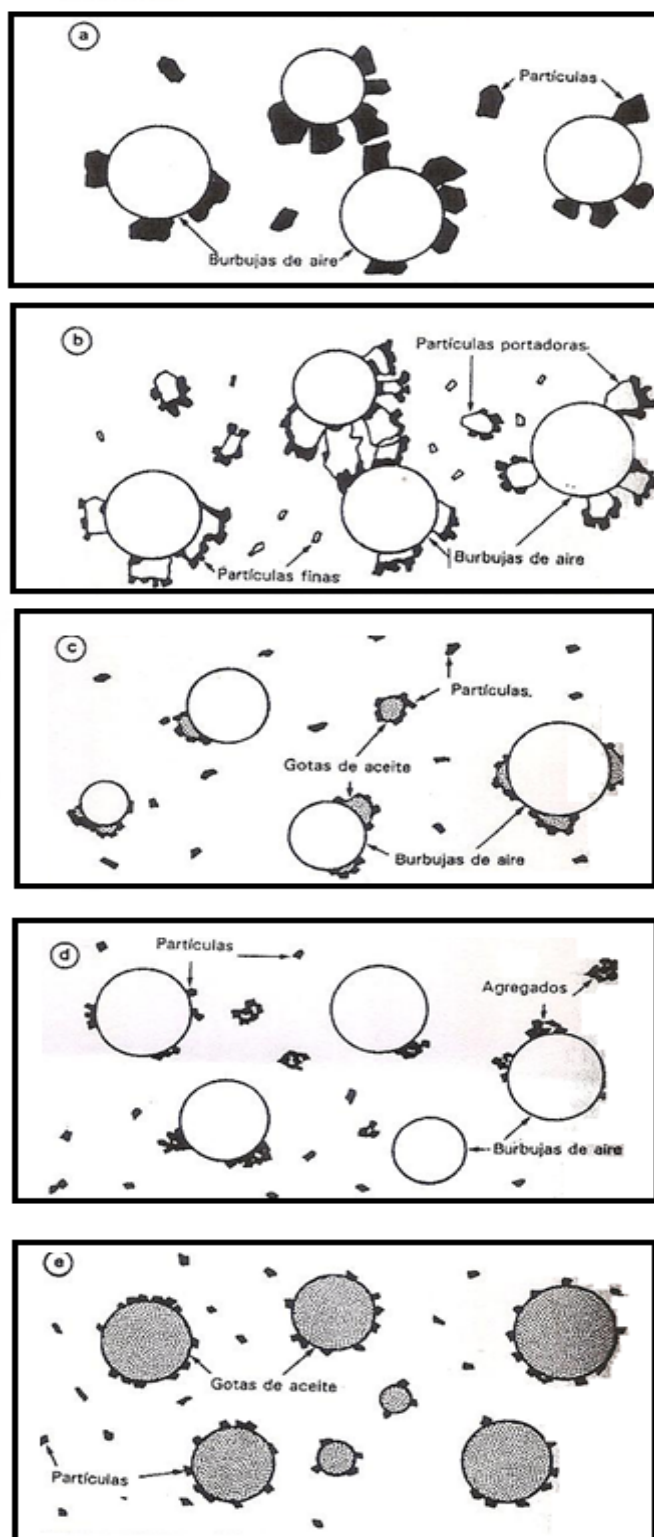 a
Partículas
Burbujas de aire
b
Partículas portadoras.
Burbujas de aire
Partículas finas
c
Partículas.
Gotas de aceite
Burbujas de aire
d
Partículas
Agregados
Burbujas de aire
e
Gotas de aceite
Partículas